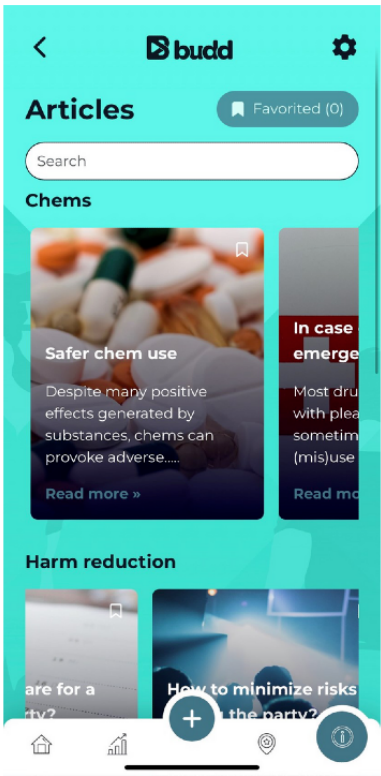 budd
Articles
Favorited (0)
Search
Chems
Safer chem use
Despite many positive
effects generated by
substances, chems can
provoke adverse.....
Read more »
In case
emerge
Most dru
with plea
sometim
(mis)use
Read mo
Harm reduction
are for a
ty?
How to minimize risks
the party?